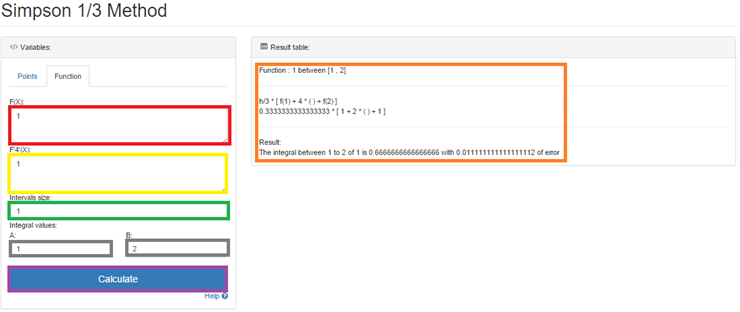 Simpson 1/3 Method
</> Variables:
Points Function
F(X):
1
F'4'(X):
1
Intervals size:
1
Integral values:
A: B:
1 2
Calculate
Help
Result table:
Function : 1 between [1 , 2]
h/3 * [ f(1) + 4 * ( ) + f(2) ]
0.3333333333333333 * [ 1 + 2 * ( ) + 1 ]
Result:
The integral between 1 to 2 of 1 is 0.6666666666666666 with 0.011111111111111112 of error